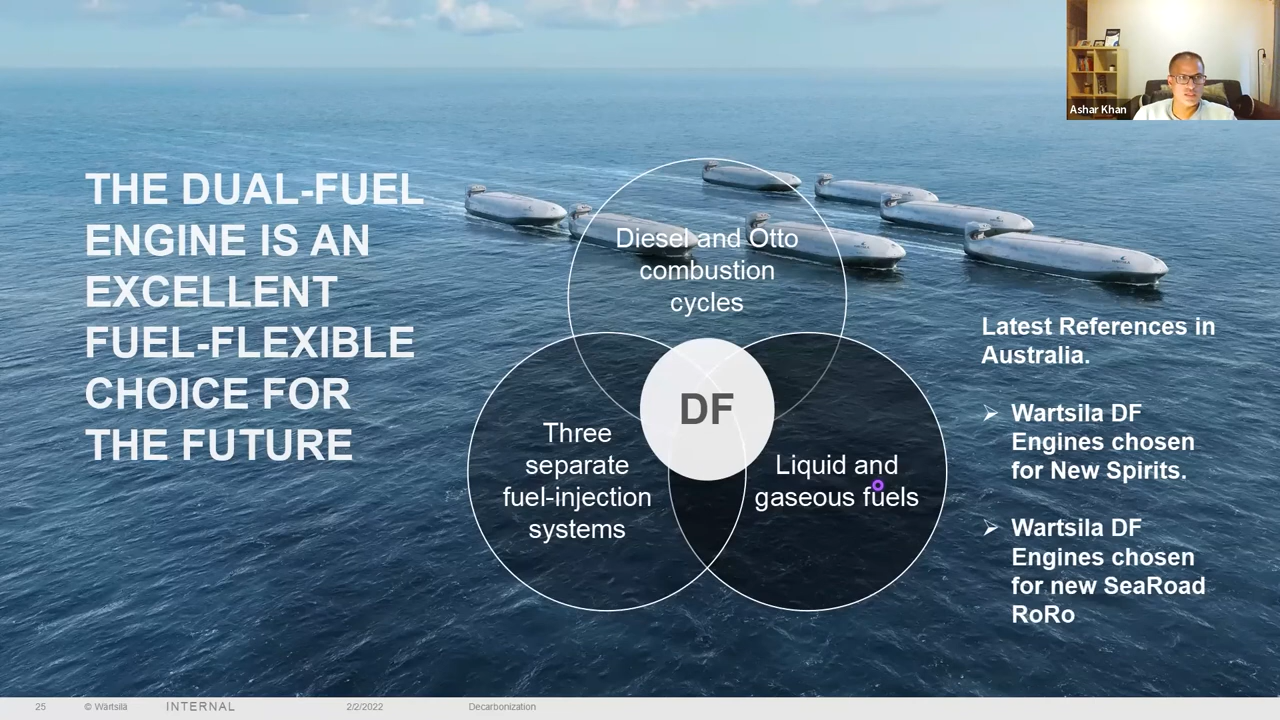 Ashar Khan
THE DUAL-FUEL
ENGINE IS AN
EXCELLENT
FUEL-FLEXIBLE
CHOICE FOR
THE FUTURE
Diesel and Otto
combustion
cycles
DF
Three
separate
fuel-injection
systems
Liquid and
gaseous fuels
Latest References in
Australia.
➢ Wartsila DF
Engines chosen
for New Spirits.
➢ Wartsila DF
Engines chosen
for new SeaRoad
RoRo
25 © Wärtsilä INTERNAL 2/2/2022 Decarbonization